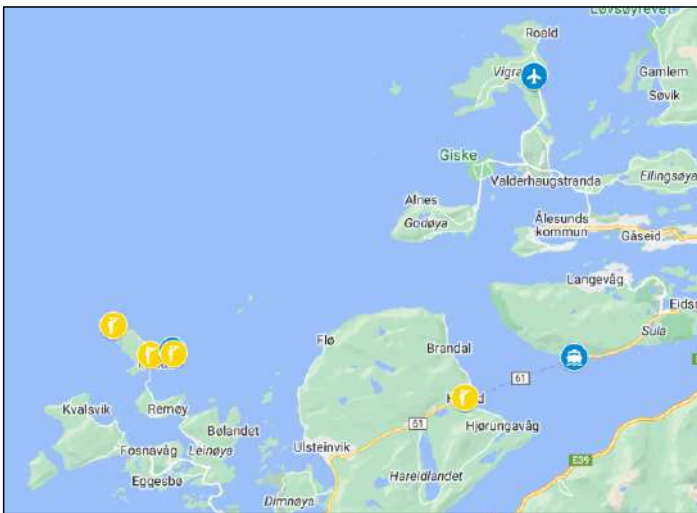 Løvsøyrevet
Roald
Vigra
Gamlem
Søvik
Giske
Valderhaugstranda
Ellingsøya
Alnes
Godøya
Ålesunds
kommun
Gåseid
Langevåg
Eids
Sula
Flø
Brandal
61
Kvalsvik
Remøy
Hjørungavåg
Bølandet
61
Fosnavåg
Leinøya
Ulsteinvik
E39
Eggesbø
Hareidlandet
Dimnøya